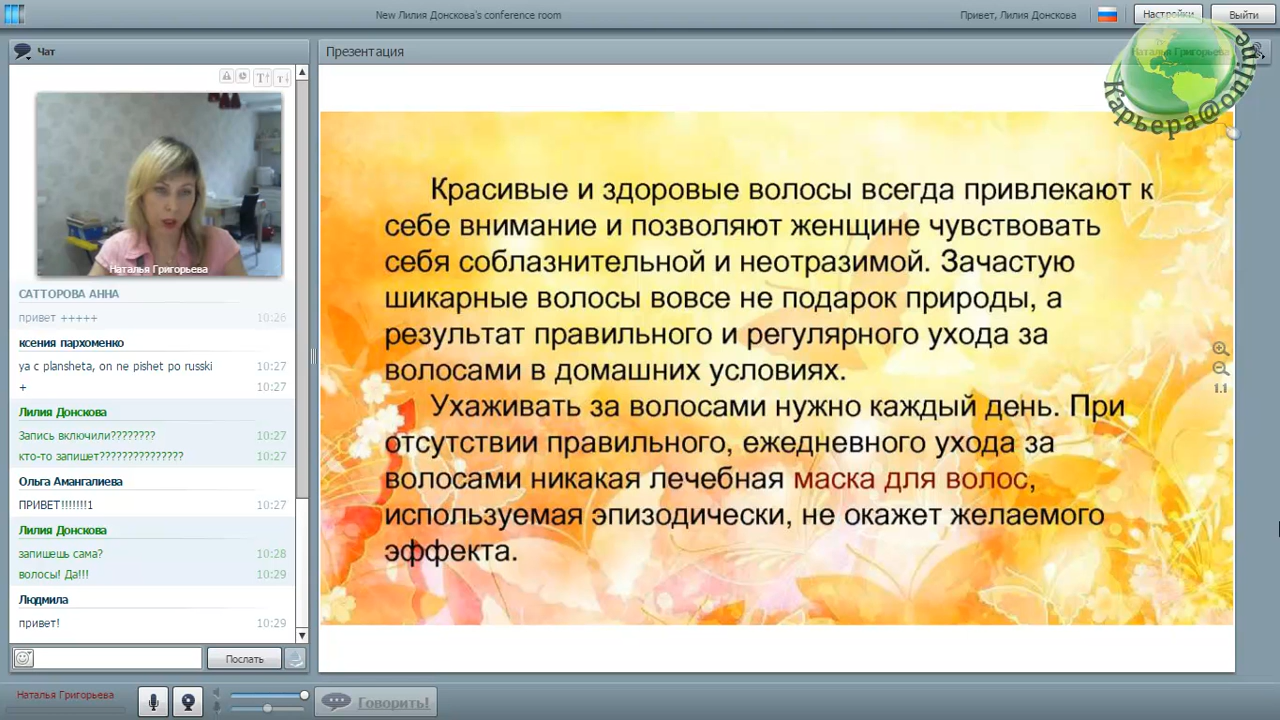 New Лилия Донскова's conference room
Привет, Лилия Донскова
Настройки
Выйти
Чат
Наталья Григорьева
САТТОРОВА АННА
привет +++++ 10:26
ксения пархоменко
ya c plansheta, on ne pishet po russki 10:27
+ 10:27
Лилия Донскова
Запись включили???????? 10:27
кто-то запишет??????????????? 10:27
Ольга Амангалиева
ПРИВЕТ!!!!!!!1 10:27
Лилия Донскова
запишешь сама? 10:28
волосы! Да!!! 10:29
Людмила
привет! 10:29
Послать
Наталья Григорьева
Говорить!
Презентация
Наталья Григорьева
Карьера@online
Красивые и здоровые волосы всегда привлекают к
себе внимание и позволяют женщине чувствовать
себя соблазнительной и неотразимой. Зачастую
шикарные волосы вовсе не подарок природы, а
результат правильного и регулярного ухода за
волосами в домашних условиях.
Ухаживать за волосами нужно каждый день. При
отсутствии правильного, ежедневного ухода за
волосами никакая лечебная маска для волос,
используемая эпизодически, не окажет желаемого
эффекта.
1:1